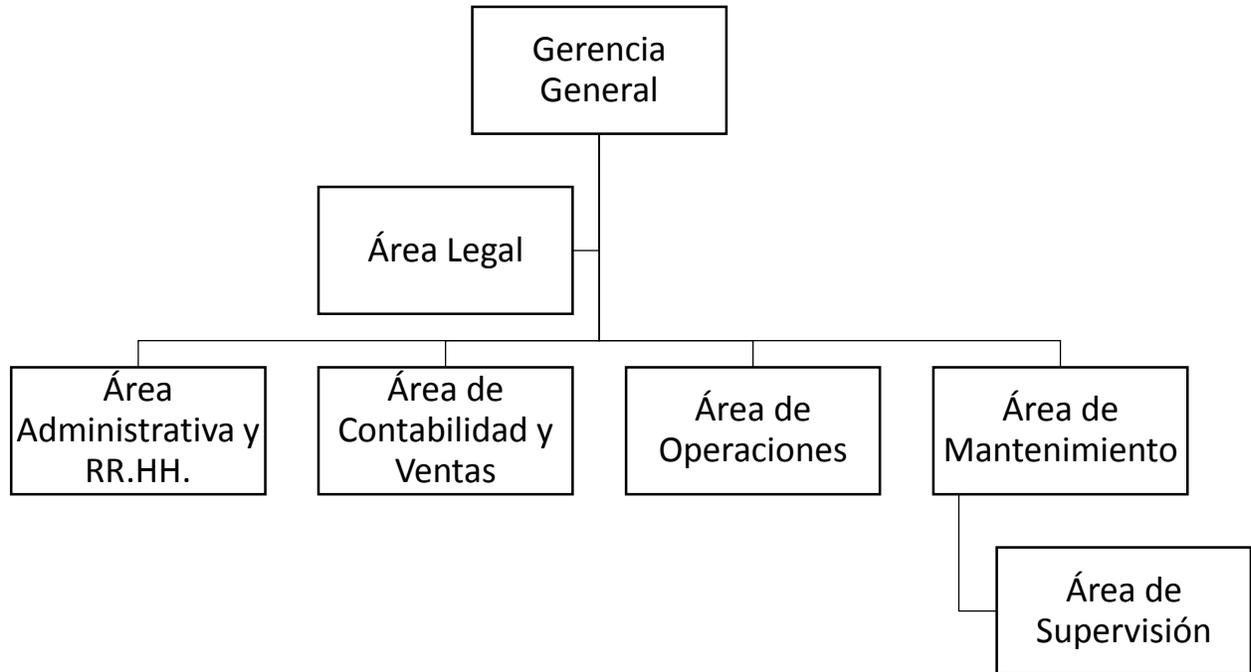 Gerencia
General
Área Legal
Área
Administrativa y
RR.HH.
Área de
Contabilidad y
Ventas
Área de
Operaciones
Área de
Mantenimiento
Área de
Supervisión